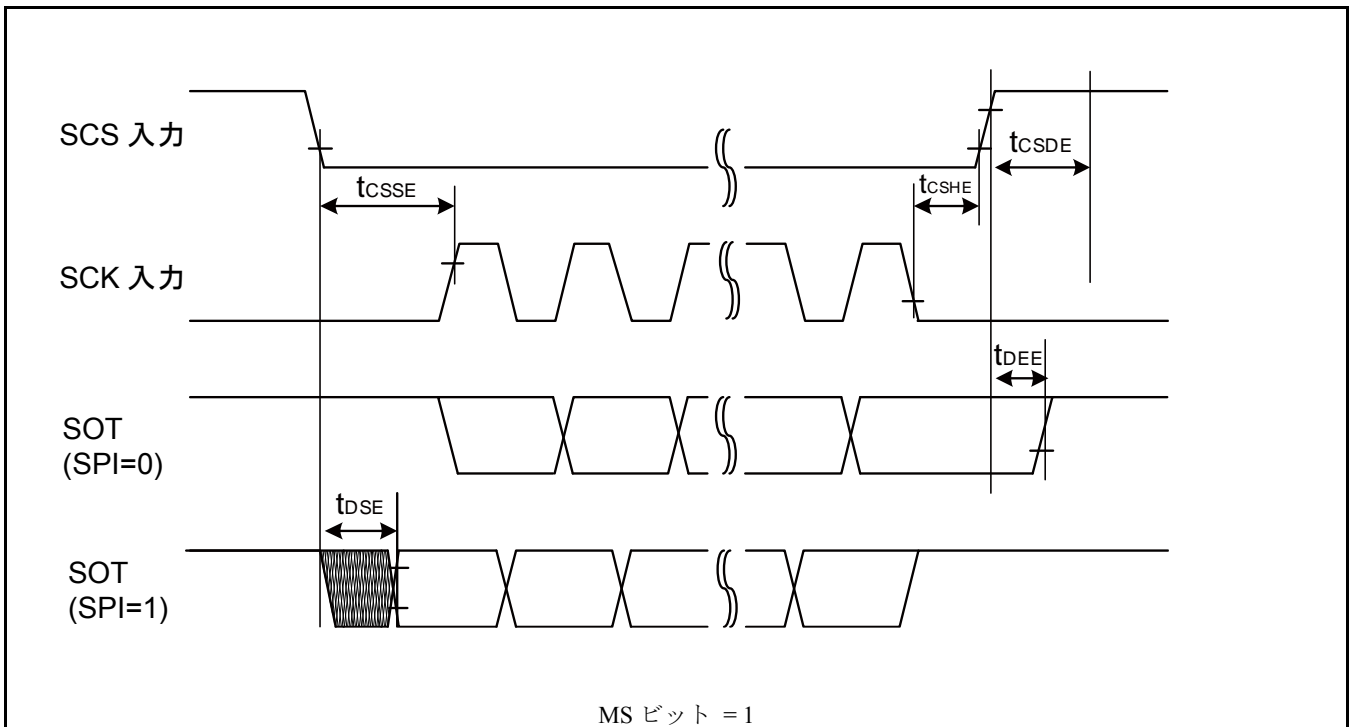 SCS 入力
tCSSE
tCSHE
tCSDE
SCK 入力
tDEE
SOT
(SPI=0)
tDSE
SOT
(SPI=1)
MS ビット = 1